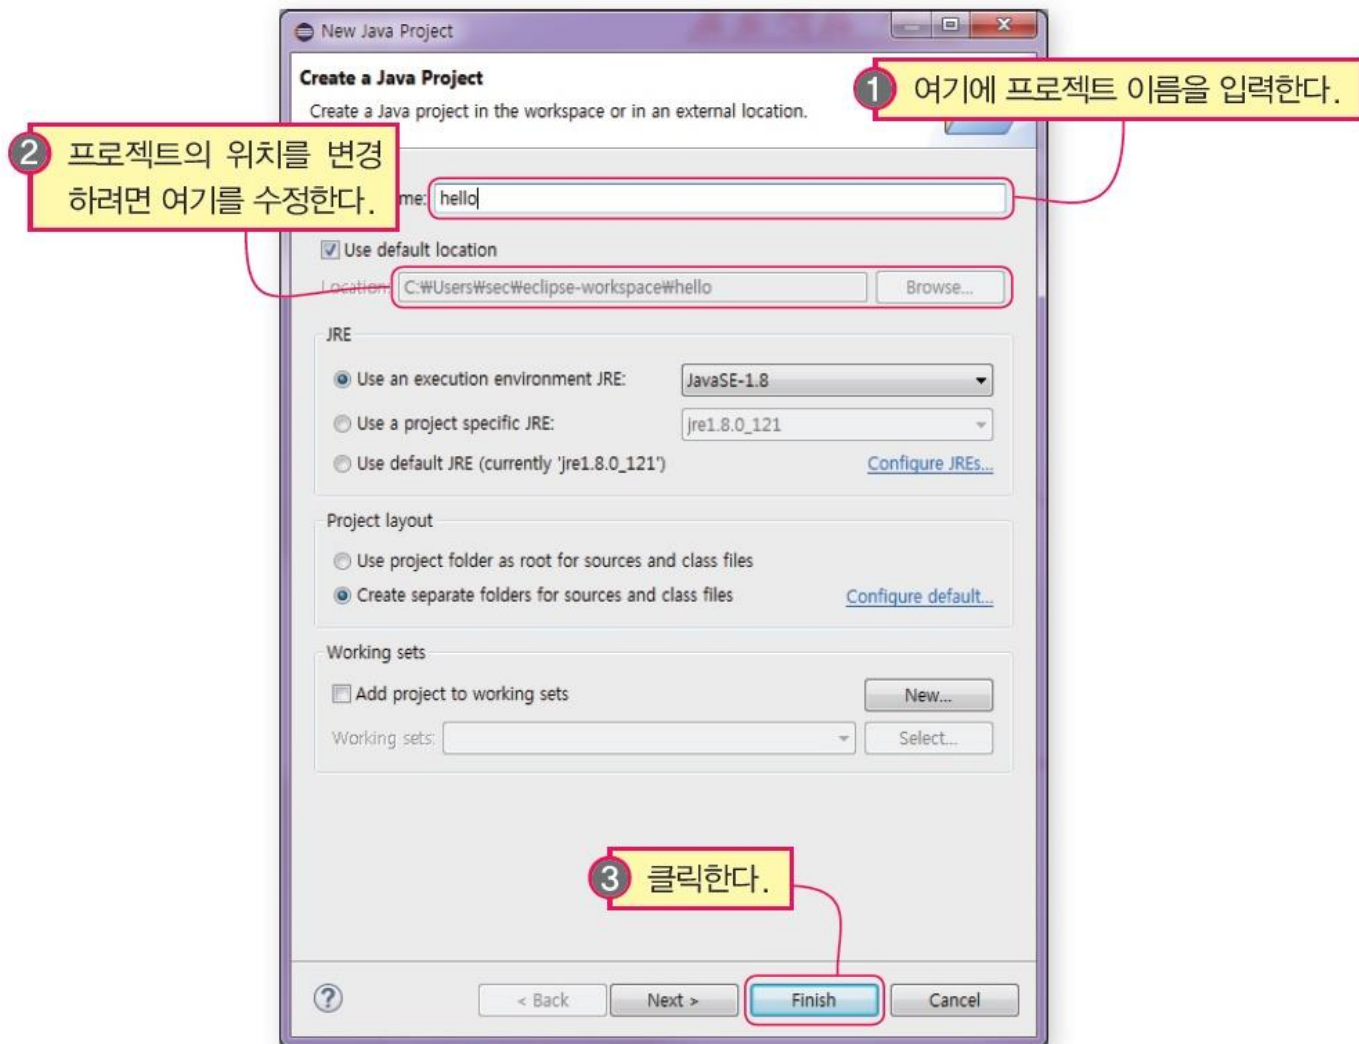 New Java Project
Create a Java Project
Create a Java project in the workspace or in an external location.
1 여기에 프로젝트 이름을 입력한다.
2 프로젝트의 위치를 변경
하려면 여기를 수정한다.
me: hello
Use default location
Location: C:₩Users₩sec₩eclipse-workspace₩hello Browse...
JRE
Use an execution environment JRE: JavaSE-1.8
Use a project specific JRE: jre1.8.0_121
Use default JRE (currently 'jre1.8.0_121') Configure JREs...
Project layout
Use project folder as root for sources and class files
Create separate folders for sources and class files Configure default...
Working sets
Add project to working sets New...
Working sets: Select...
3 클릭한다.
? < Back Next > Finish Cancel